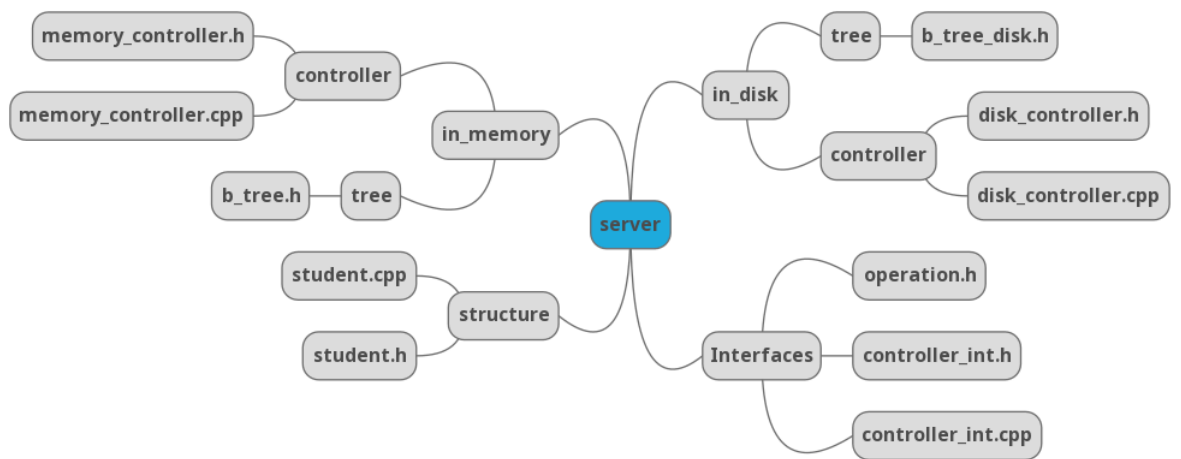 memory_controller.h
controller
memory_controller.cpp
in_memory
b_tree.h
tree
server
student.cpp
structure
student.h
tree
b_tree_disk.h
in_disk
disk_controller.h
controller
disk_controller.cpp
operation.h
Interfaces
controller_int.h
controller_int.cpp